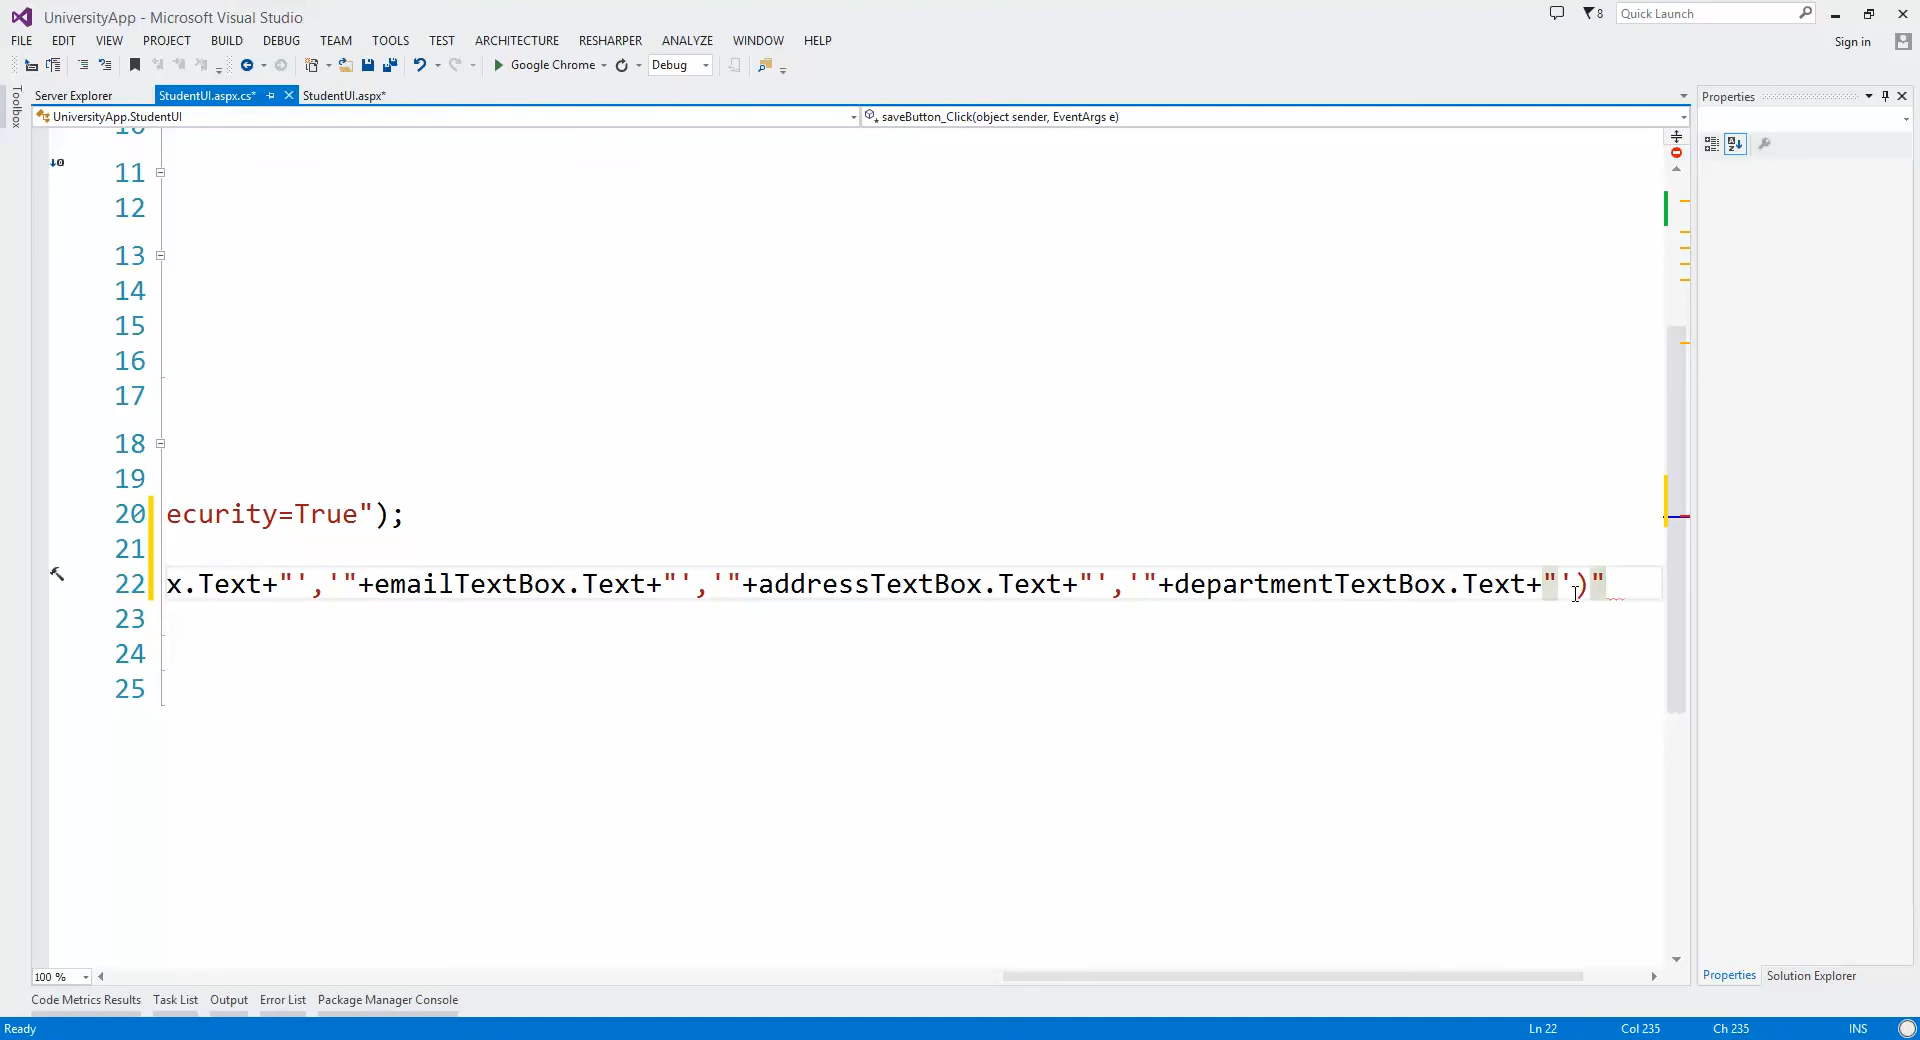 UniversityApp - Microsoft Visual Studio
8
Quick Launch
FILE EDIT VIEW PROJECT BUILD DEBUG TEAM TOOLS TEST ARCHITECTURE RESHARPER ANALYZE WINDOW HELP
Sign in
Google Chrome
Debug
Toolbox
Server Explorer
StudentUI.aspx.cs*
StudentUI.aspx*
Properties
UniversityApp.StudentUI
saveButton_Click(object sender, EventArgs e)
10
11
12
13
14
15
16
17
18
19
20 ecurity=True");
21
22 x.Text+"','"+emailTextBox.Text+"','"+addressTextBox.Text+"','"+departmentTextBox.Text+"')"
23
24
25
100 %
Properties Solution Explorer
Code Metrics Results Task List Output Error List Package Manager Console
Ready
Ln 22
Col 235
Ch 235
INS